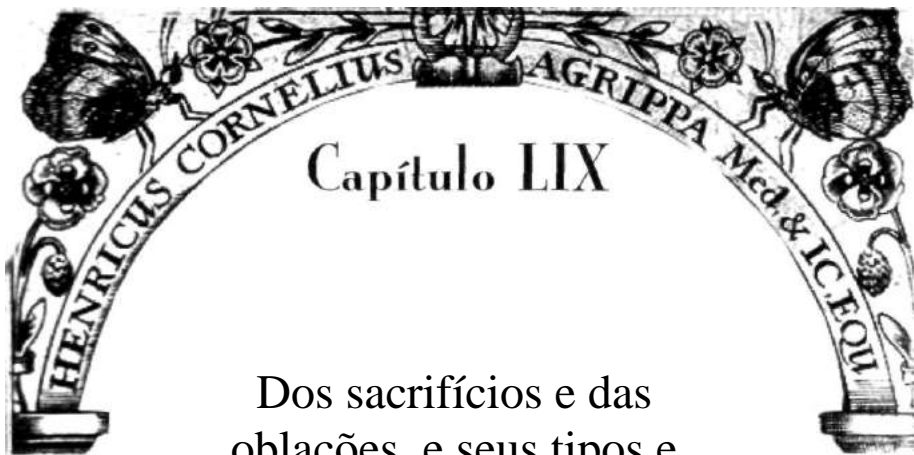 HENRICUS CORNELIUS AGRIPPA Med, & IC. EQU
Capítulo LIX
Dos sacrifícios e das
oblações, e seus tipos e